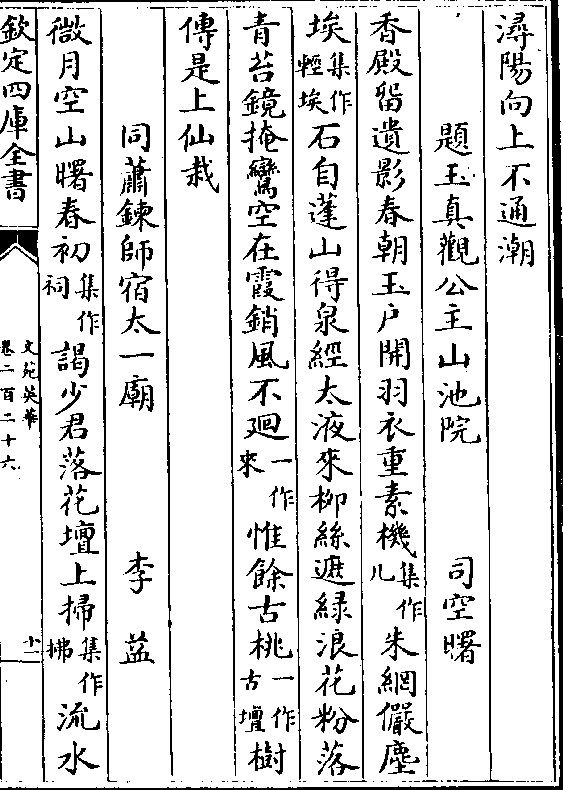 潯陽向上不通潮
題玉真觀公主山池院 司空曙
香殿留遺影春朝玉户開羽衣重素機集作几朱網儼塵
埃集作輕埃石自蓬山得泉經太液來栁絲遮緑浪花粉落
青苔鏡掩鸞空在霞銷風不廻一作來惟餘古桃一作古壇樹
傳是上仙栽
同蕭鍊師宿太一廟 李益
微月空山曙春初集作祠謁少君落花壇上掃集作拂流水
欽定四庫全書
文苑英華
卷二百二十六
十一